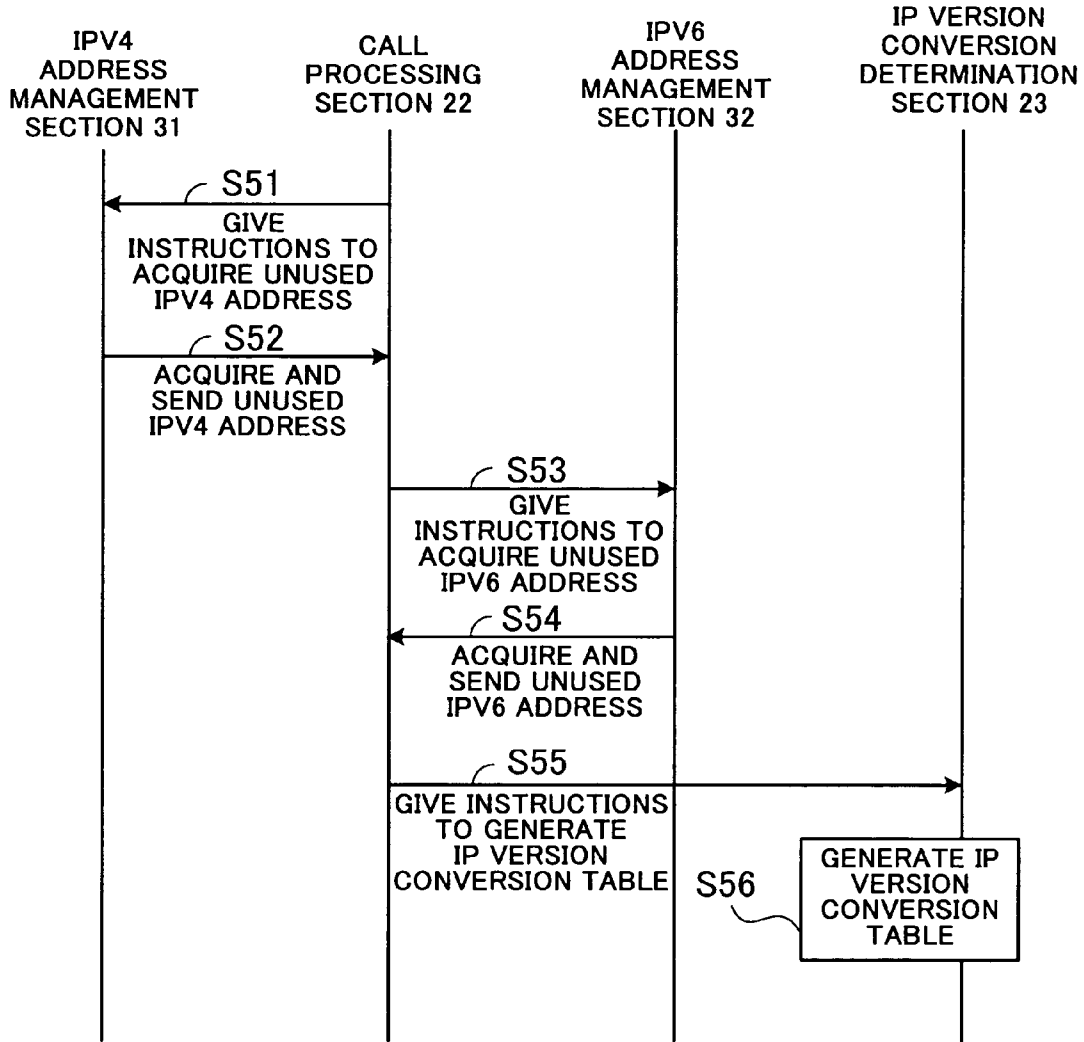 IPV4
ADDRESS
MANAGEMENT
SECTION 31
CALL
PROCESSING
SECTION 22
IPV6
ADDRESS
MANAGEMENT
SECTION 32
IP VERSION
CONVERSION
DETERMINATION
SECTION 23
S51
GIVE
INSTRUCTIONS TO
ACQUIRE UNUSED
IPV4 ADDRESS
S52
ACQUIRE AND
SEND UNUSED
IPV4 ADDRESS
S53
GIVE
INSTRUCTIONS TO
ACQUIRE UNUSED
IPV6 ADDRESS
S54
ACQUIRE AND
SEND UNUSED
IPV6 ADDRESS
S55
GIVE INSTRUCTIONS
TO GENERATE
IP VERSION
CONVERSION TABLE
S56
GENERATE IP
VERSION
CONVERSION
TABLE